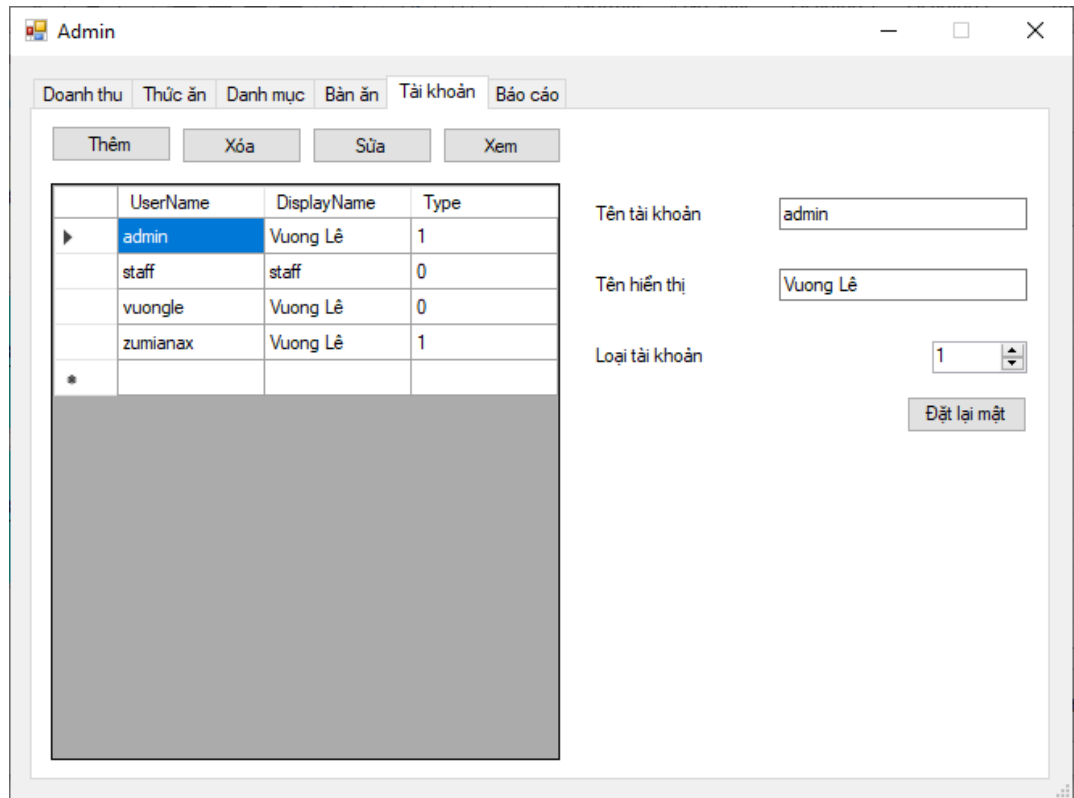 Admin
Doanh thu Thức ăn Danh mục Bàn ăn Tài khoản Báo cáo
Thêm Xóa Sửa Xem
UserName DisplayName Type
admin Vuong Lê 1
staff staff 0
vuongle Vuong Lê 0
zumianax Vuong Lê 1
Tên tài khoản admin
Tên hiển thị Vuong Lê
Loại tài khoản 1
Đặt lại mật